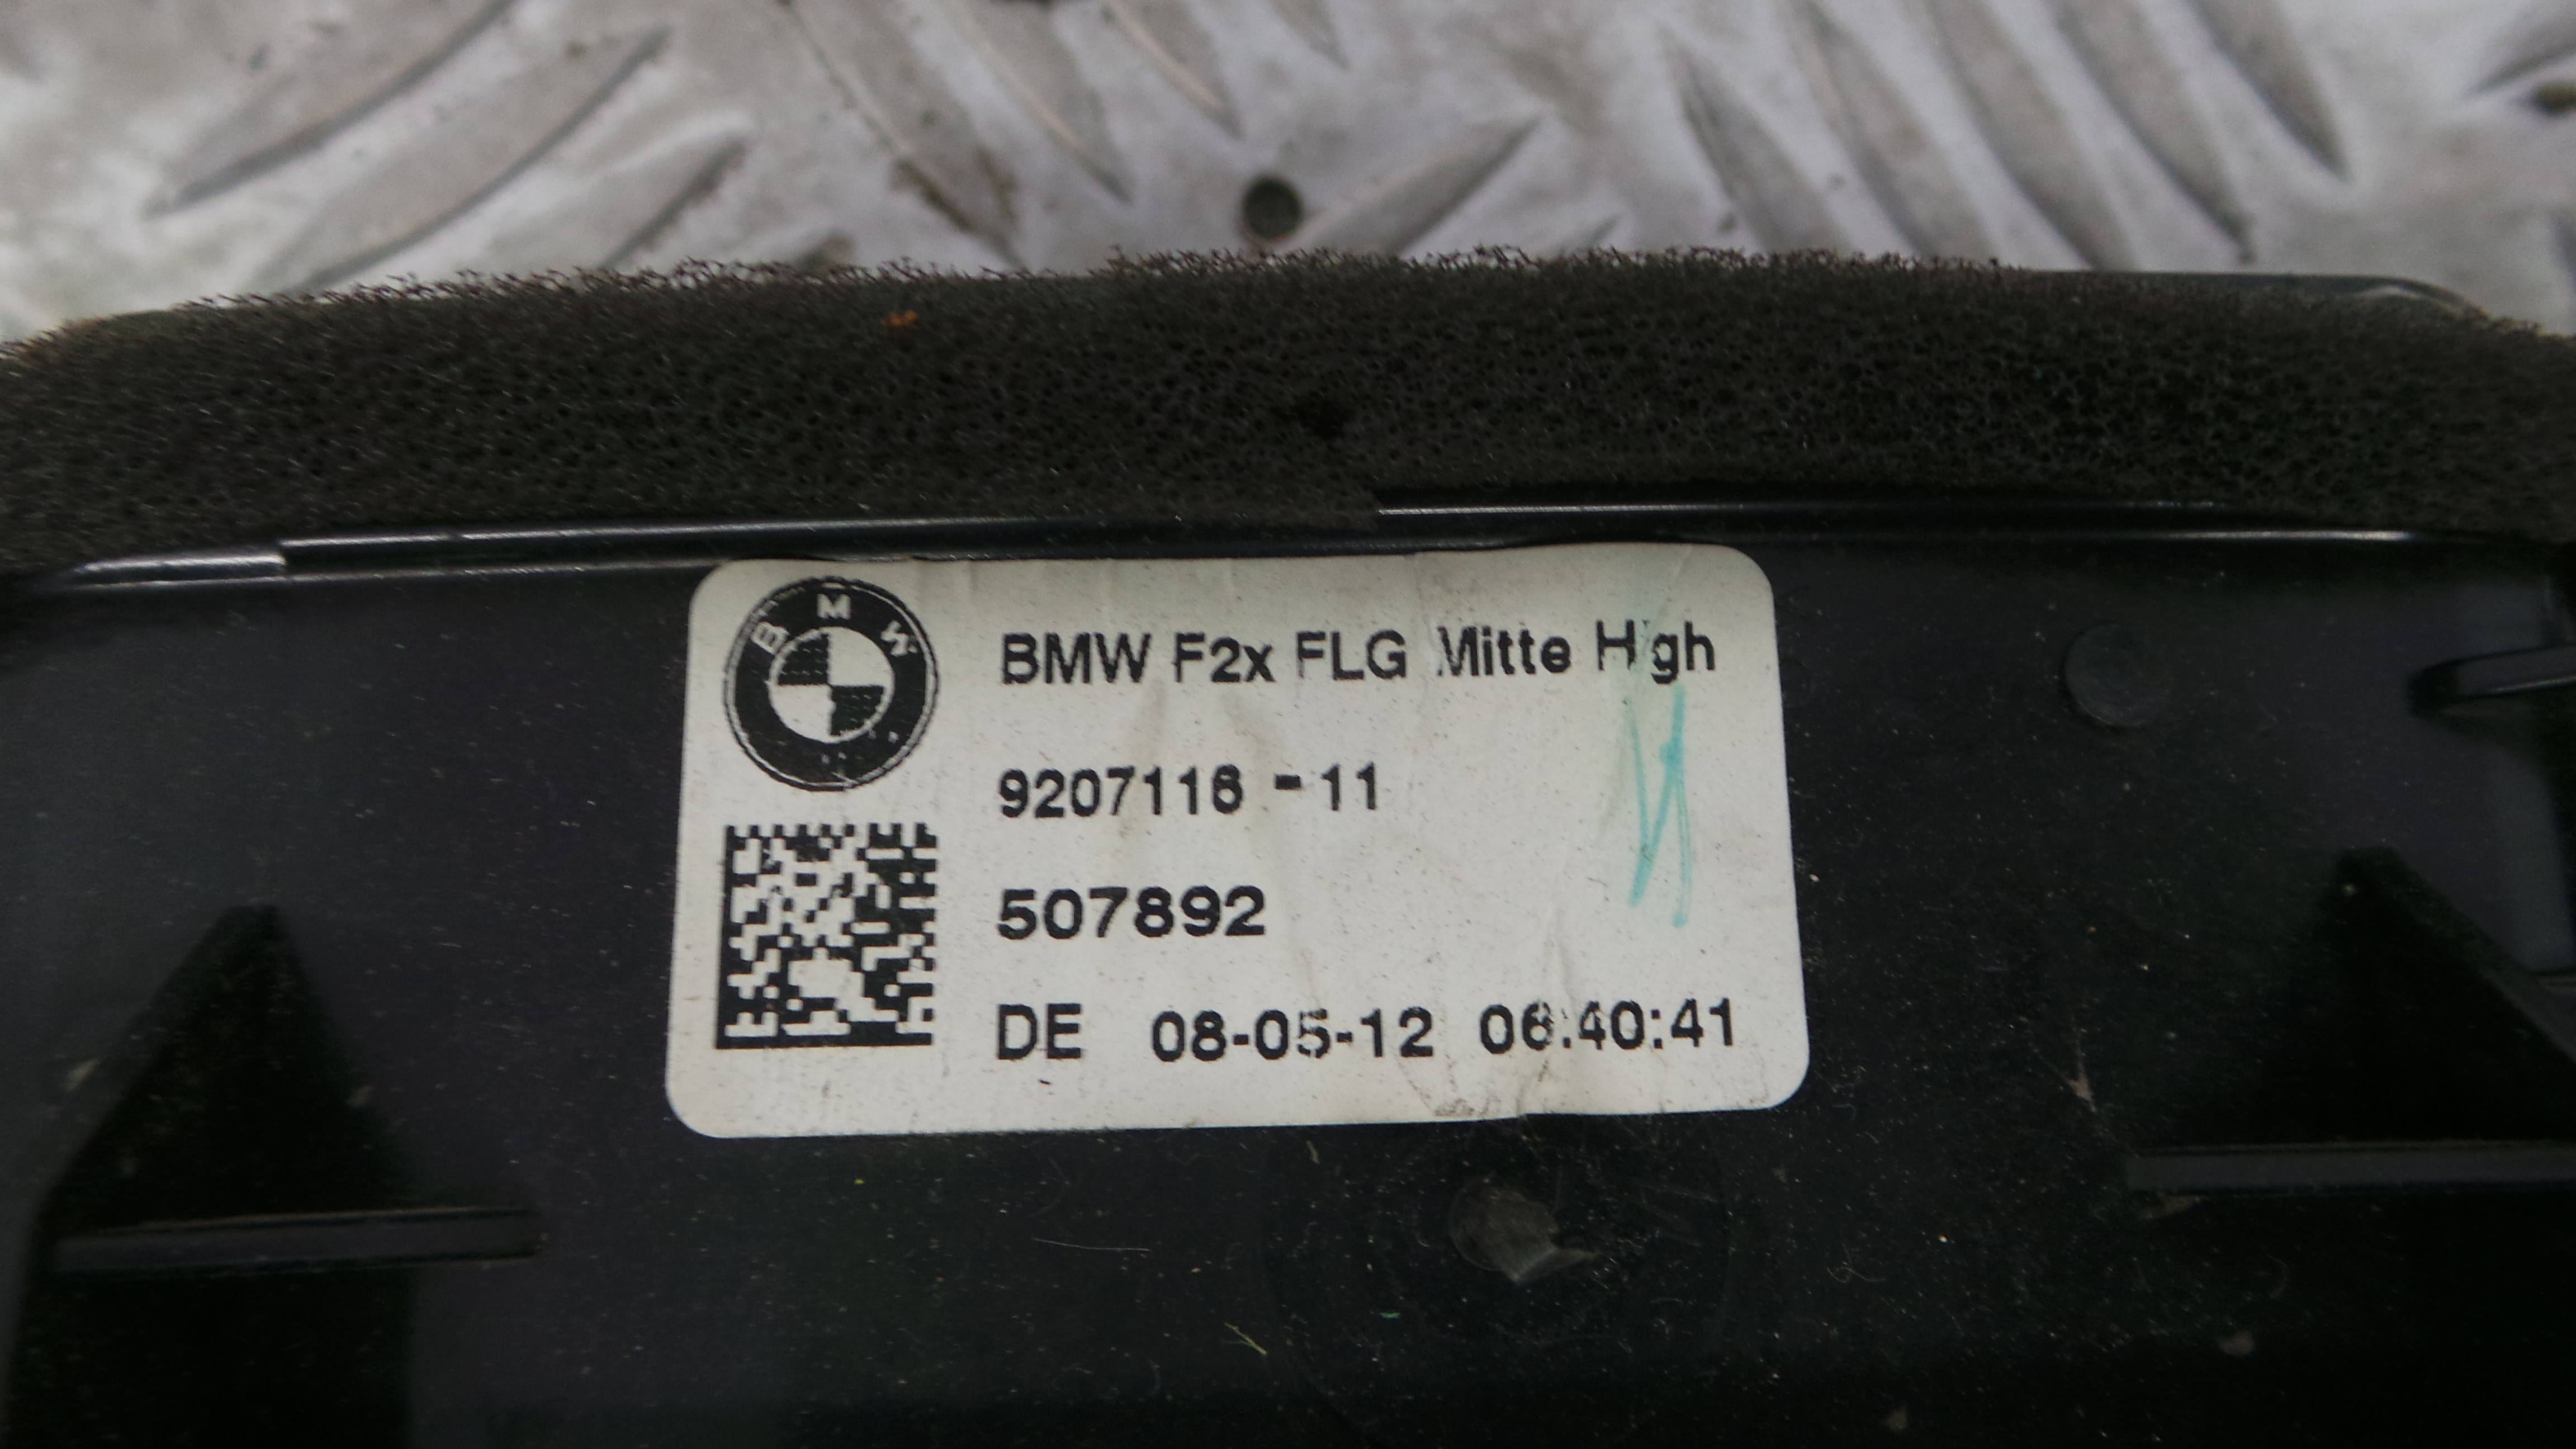 BMW
BMW F2x FLG Mitte High
9207116 - 11
507892
DE 08-05-12 06:40:41